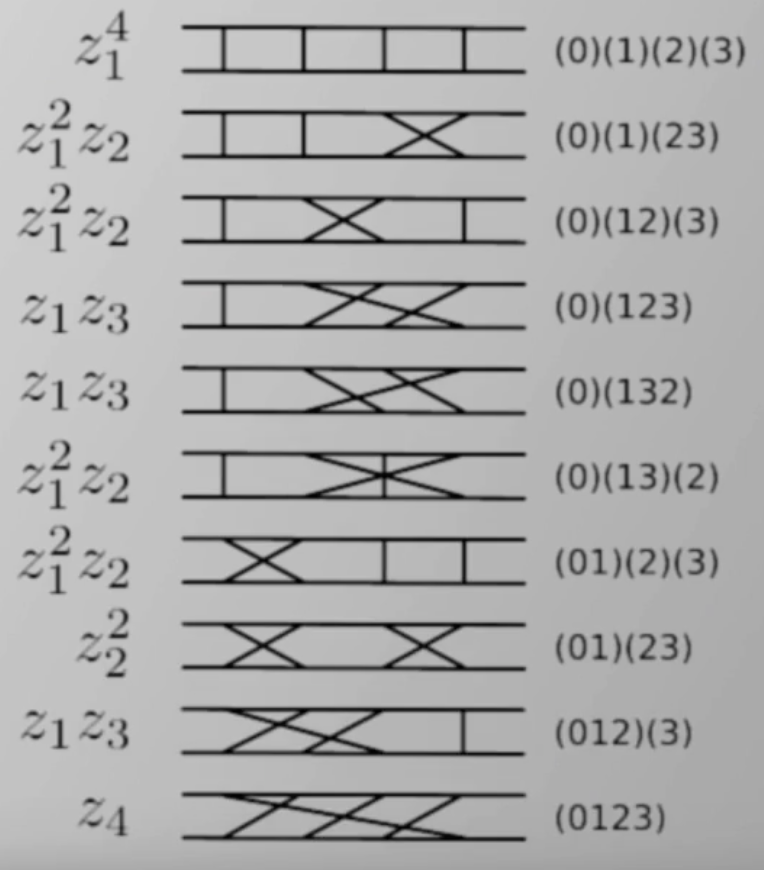 z_1^4 (0)(1)(2)(3)
z_1^2 z_2 (0)(1)(23)
z_1^2 z_2 (0)(12)(3)
z_1 z_3 (0)(123)
z_1 z_3 (0)(132)
z_1^2 z_2 (0)(13)(2)
z_1^2 z_2 (01)(2)(3)
z_2^2 (01)(23)
z_1 z_3 (012)(3)
z_4 (0123)